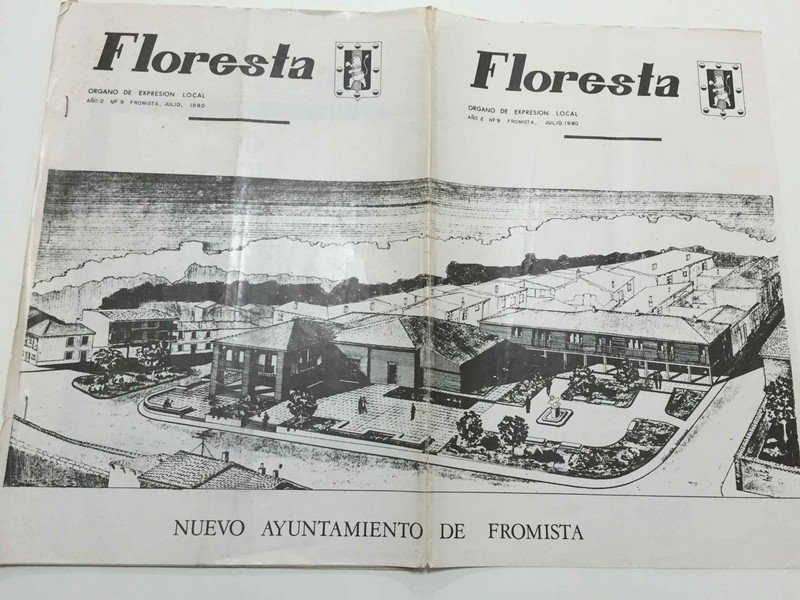 Floresta
ORGANO DE EXPRESION LOCAL
AÑO.2 Nº 9 FROMISTA, JULIO, 1980
Floresta
ORGANO DE EXPRESION LOCAL
AÑO.2 Nº 9 FROMISTA, JULIO.1980
NUEVO AYUNTAMIENTO DE FROMISTA